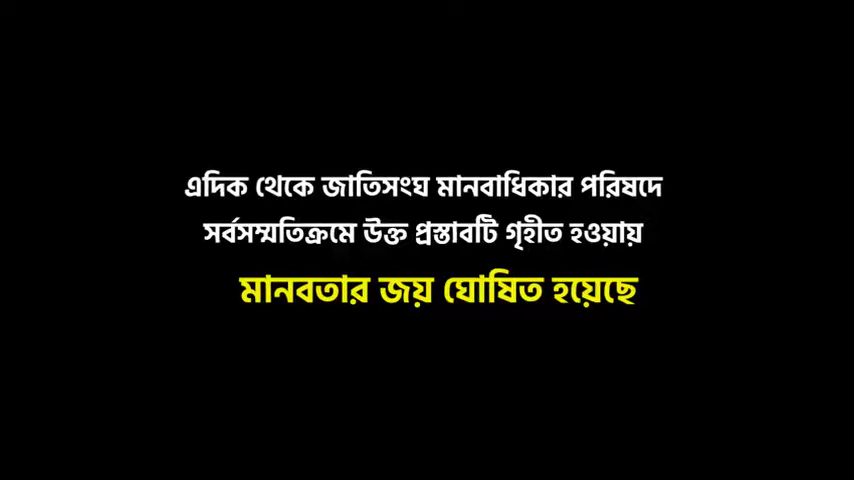 এদিক থেকে জাতিসংঘ মানবাধিকার পরিষদে
সর্বসম্মতিক্রমে উক্ত প্রস্তাবটি গৃহীত হওয়ায়
মানবতার জয় ঘোষিত হয়েছে